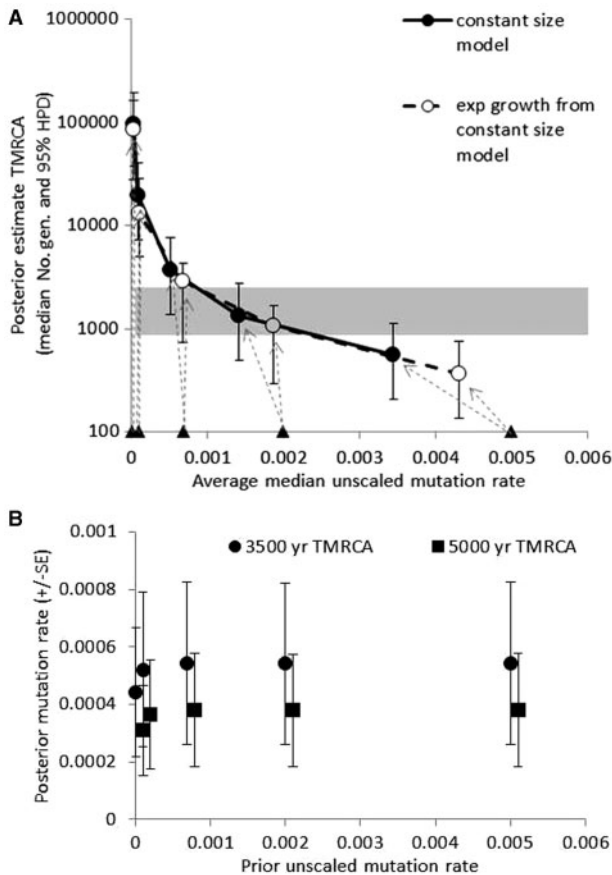 A
1000000
100000
10000
1000
100
Posterior estimate TMRCA
(median No. gen. and 95% HPD)
constant size
model
exp growth from
constant size
model
0 0.001 0.002 0.003 0.004 0.005 0.006
Average median unscaled mutation rate
B
0.001
0.0008
0.0006
0.0004
0.0002
0
Posterior mutation rate (+/-SE)
3500 yr TMRCA 5000 yr TMRCA
0 0.001 0.002 0.003 0.004 0.005 0.006
Prior unscaled mutation rate